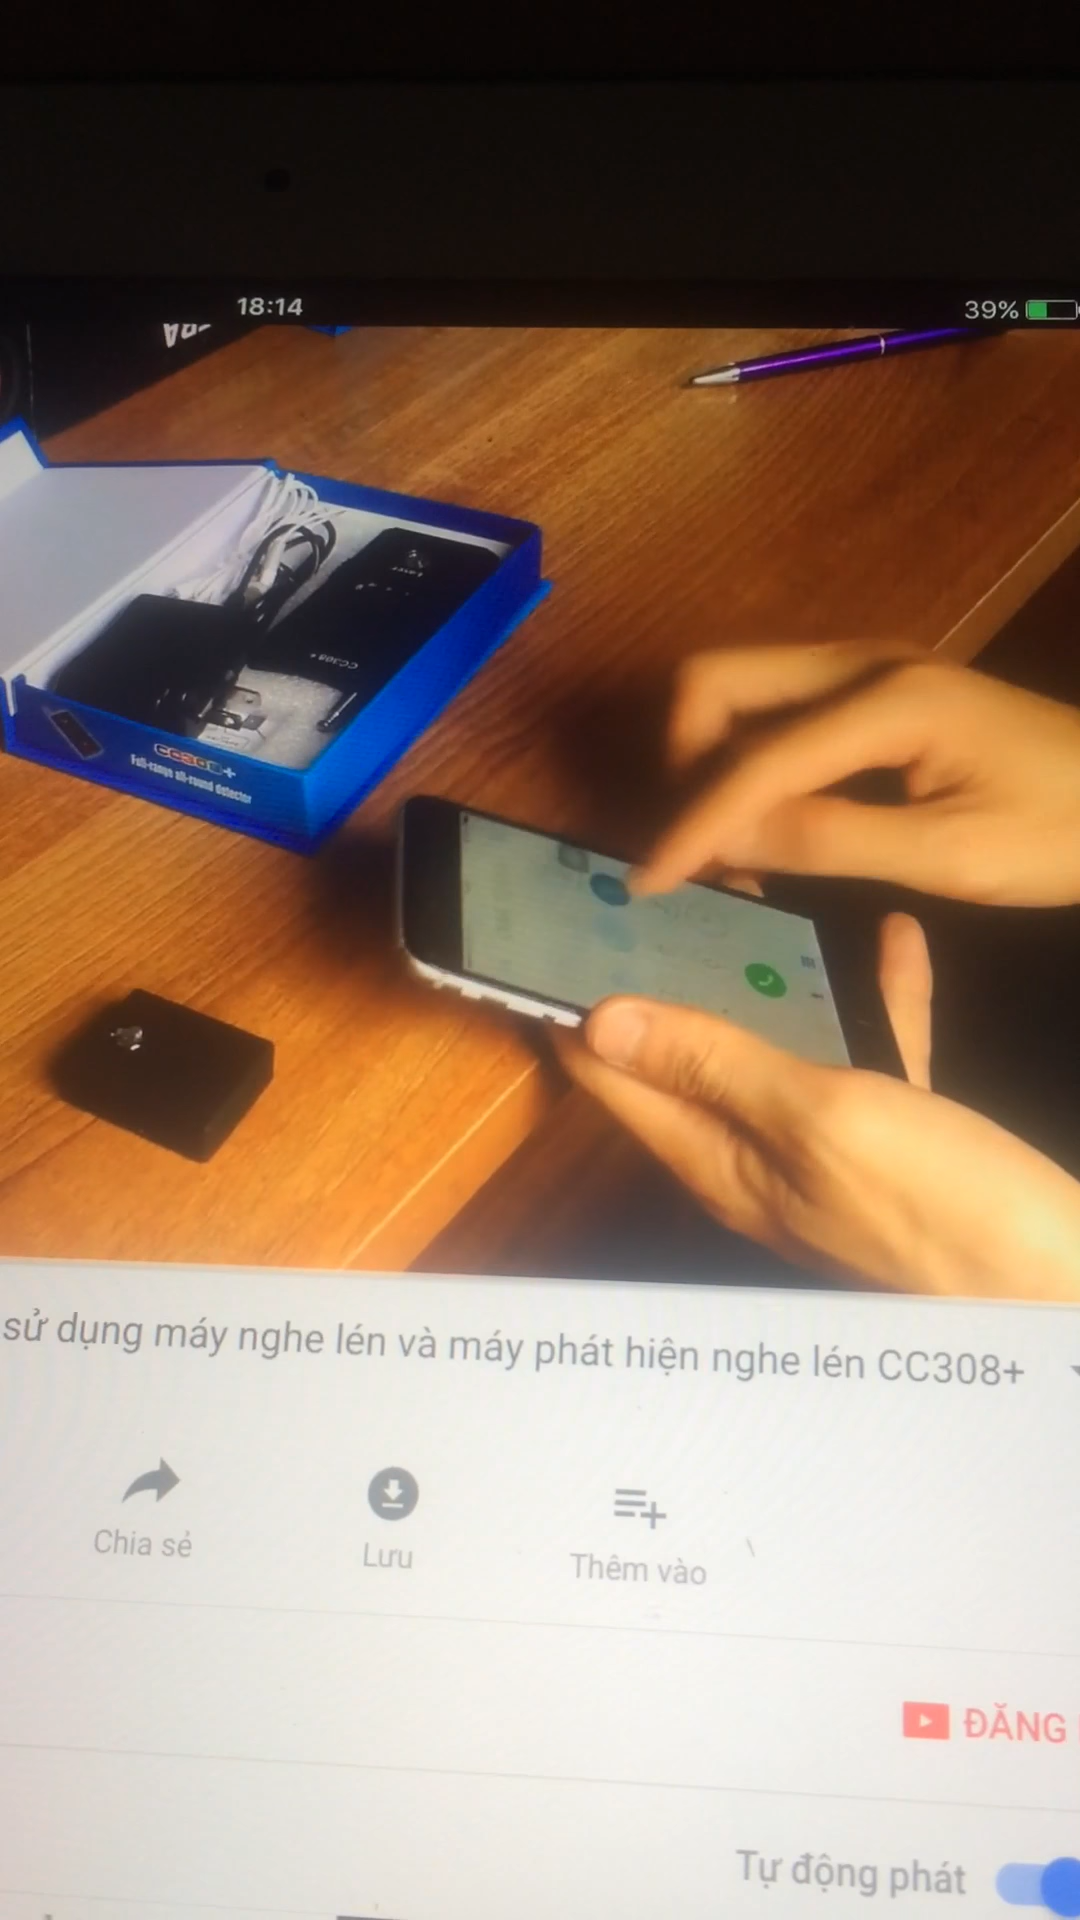 18:14
39%
CC308+
CC308+
Full-range all-round detector
sử dụng máy nghe lén và máy phát hiện nghe lén CC308+
Chia sẻ
Lưu
Thêm vào
ĐĂNG
Tự động phát